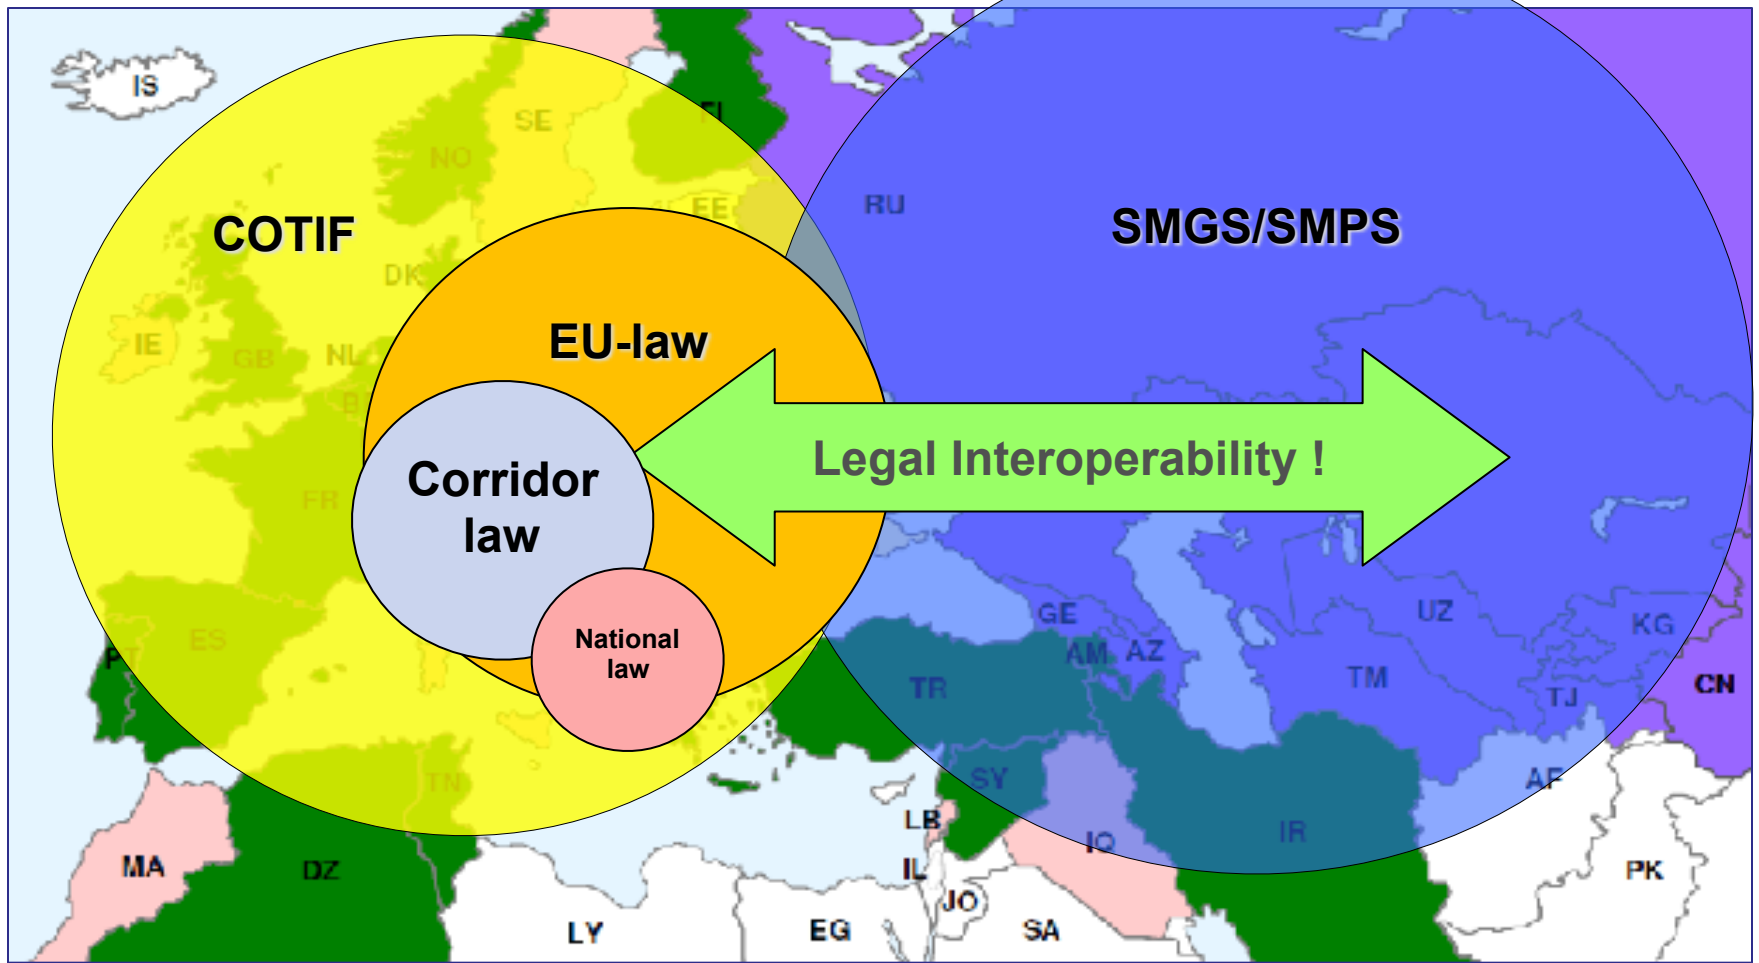 IS
SE
FI
NO
COTIF
EE
RU
SMGS/SMPS
DK
EU-law
IE
GB
NL
B
Legal Interoperability !
Corridor
law
FR
ES
PT
National
law
GE
AM
AZ
UZ
KG
TR
TM
TJ
CN
TN
SY
AF
LB
IQ
IR
MA
DZ
IL
PK
JO
LY
EG
SA